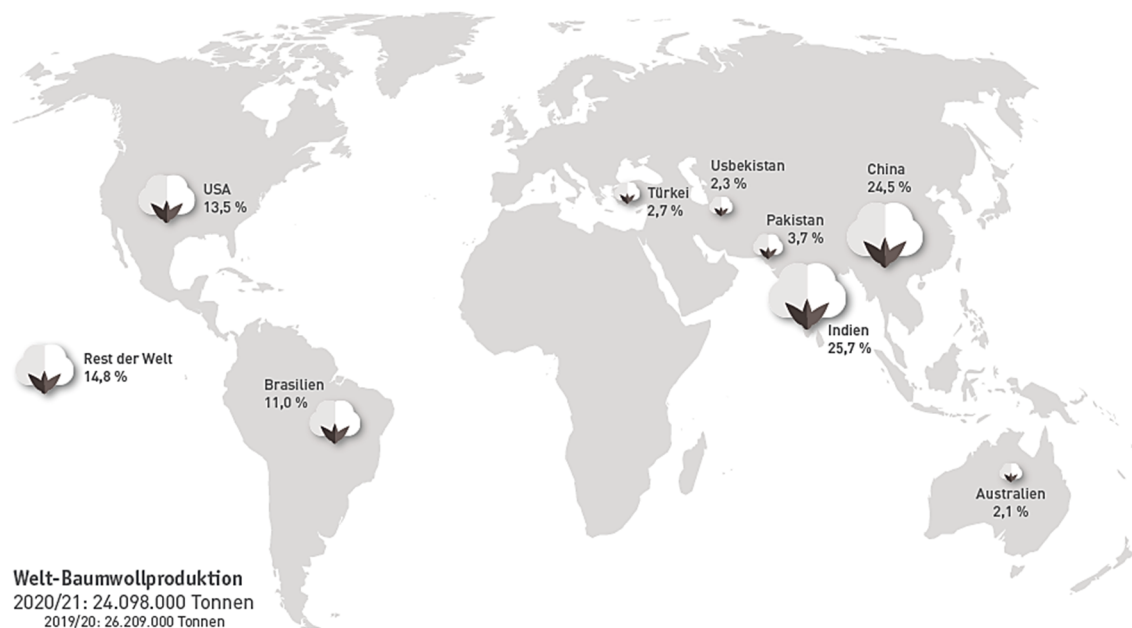 USA
13,5 %
Türkei
2,7 %
Usbekistan
2,3 %
Pakistan
3,7 %
China
24,5 %
Indien
25,7 %
Rest der Welt
14,8 %
Brasilien
11,0 %
Australien
2,1 %
Welt-Baumwollproduktion
2020/21: 24.098.000 Tonnen
2019/20: 26.209.000 Tonnen